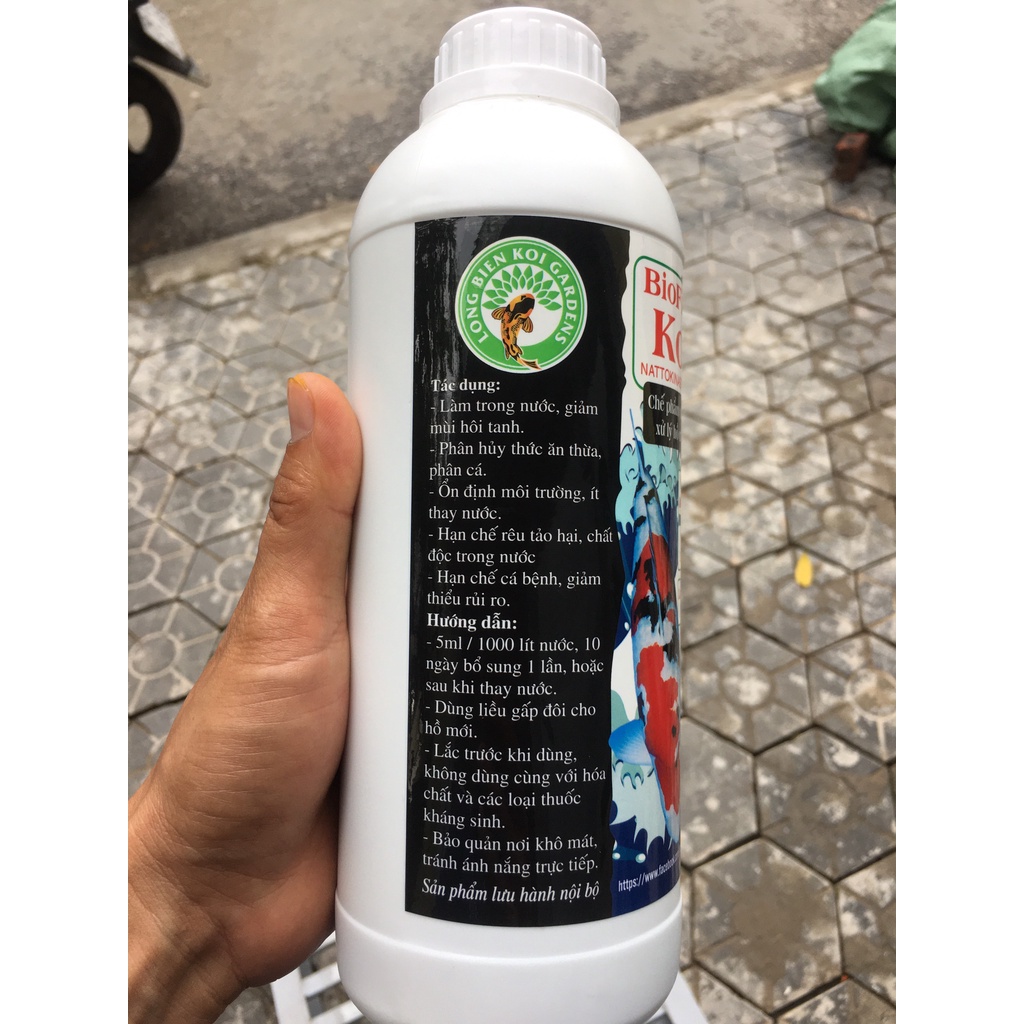 LONG BIEN KOI GARDENS
Tác dụng:
- Làm trong nước, giảm
mùi hôi tanh.
- Phân hủy thức ăn thừa,
phân cá.
- Ổn định môi trường, ít
thay nước.
- Hạn chế rêu tảo hại, chất
độc trong nước
- Hạn chế cá bệnh, giảm
thiểu rủi ro.
Hướng dẫn:
- 5ml / 1000 lít nước, 10
ngày bổ sung 1 lần, hoặc
sau khi thay nước.
- Dùng liều gấp đôi cho
hồ mới.
- Lắc trước khi dùng,
không dùng cùng với hóa
chất và các loại thuốc
kháng sinh.
- Bảo quản nơi khô mát,
tránh ánh nắng trực tiếp.
Sản phẩm lưu hành nội bộ
Chế phẩm
xử lý
https://www.facebook